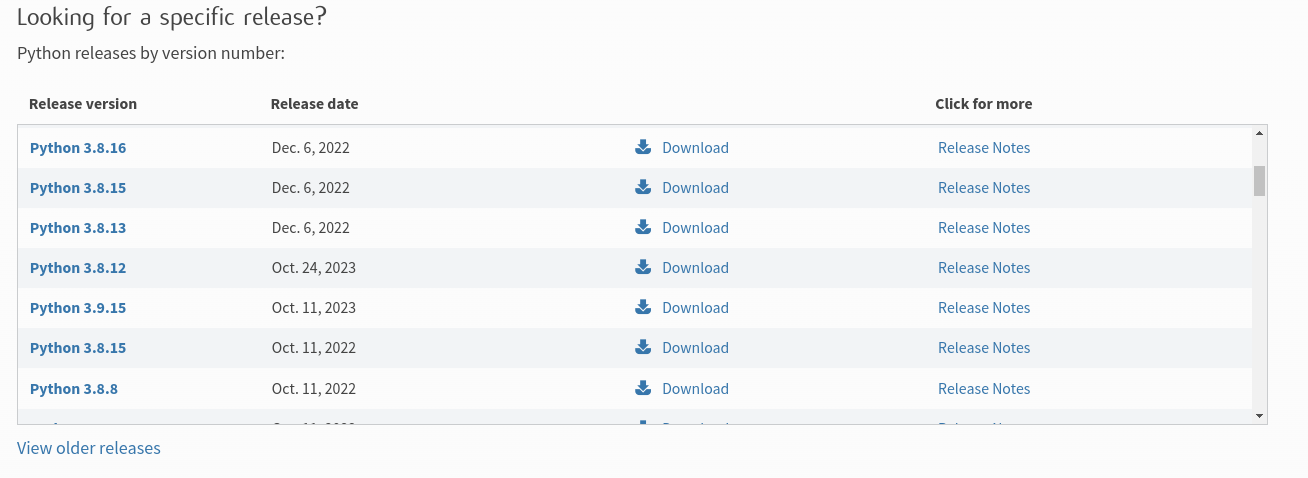 Looking for a specific release?
Python releases by version number:
Release version Release date Click for more
Python 3.8.16 Dec. 6, 2022 Download Release Notes
Python 3.8.15 Dec. 6, 2022 Download Release Notes
Python 3.8.13 Dec. 6, 2022 Download Release Notes
Python 3.8.12 Oct. 24, 2023 Download Release Notes
Python 3.9.15 Oct. 11, 2023 Download Release Notes
Python 3.8.15 Oct. 11, 2022 Download Release Notes
Python 3.8.8 Oct. 11, 2022 Download Release Notes
View older releases